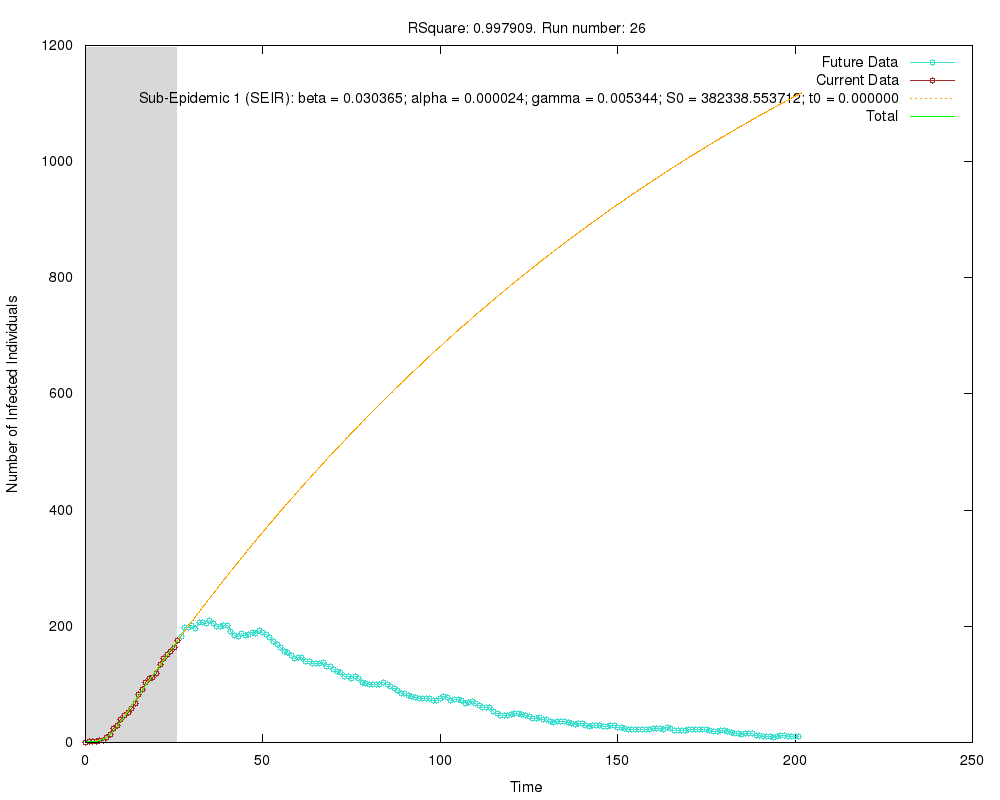 RSquare: 0.997909. Run number: 26
1200
1000
800
600
400
200
0
Number of Infected Individuals
Future Data
Current Data
Sub-Epidemic 1 (SEIR): beta = 0.030365; alpha = 0.000024; gamma = 0.005344; S0 = 382338.553712; t0 = 0.000000
Total
0 50 100 150 200 250
Time